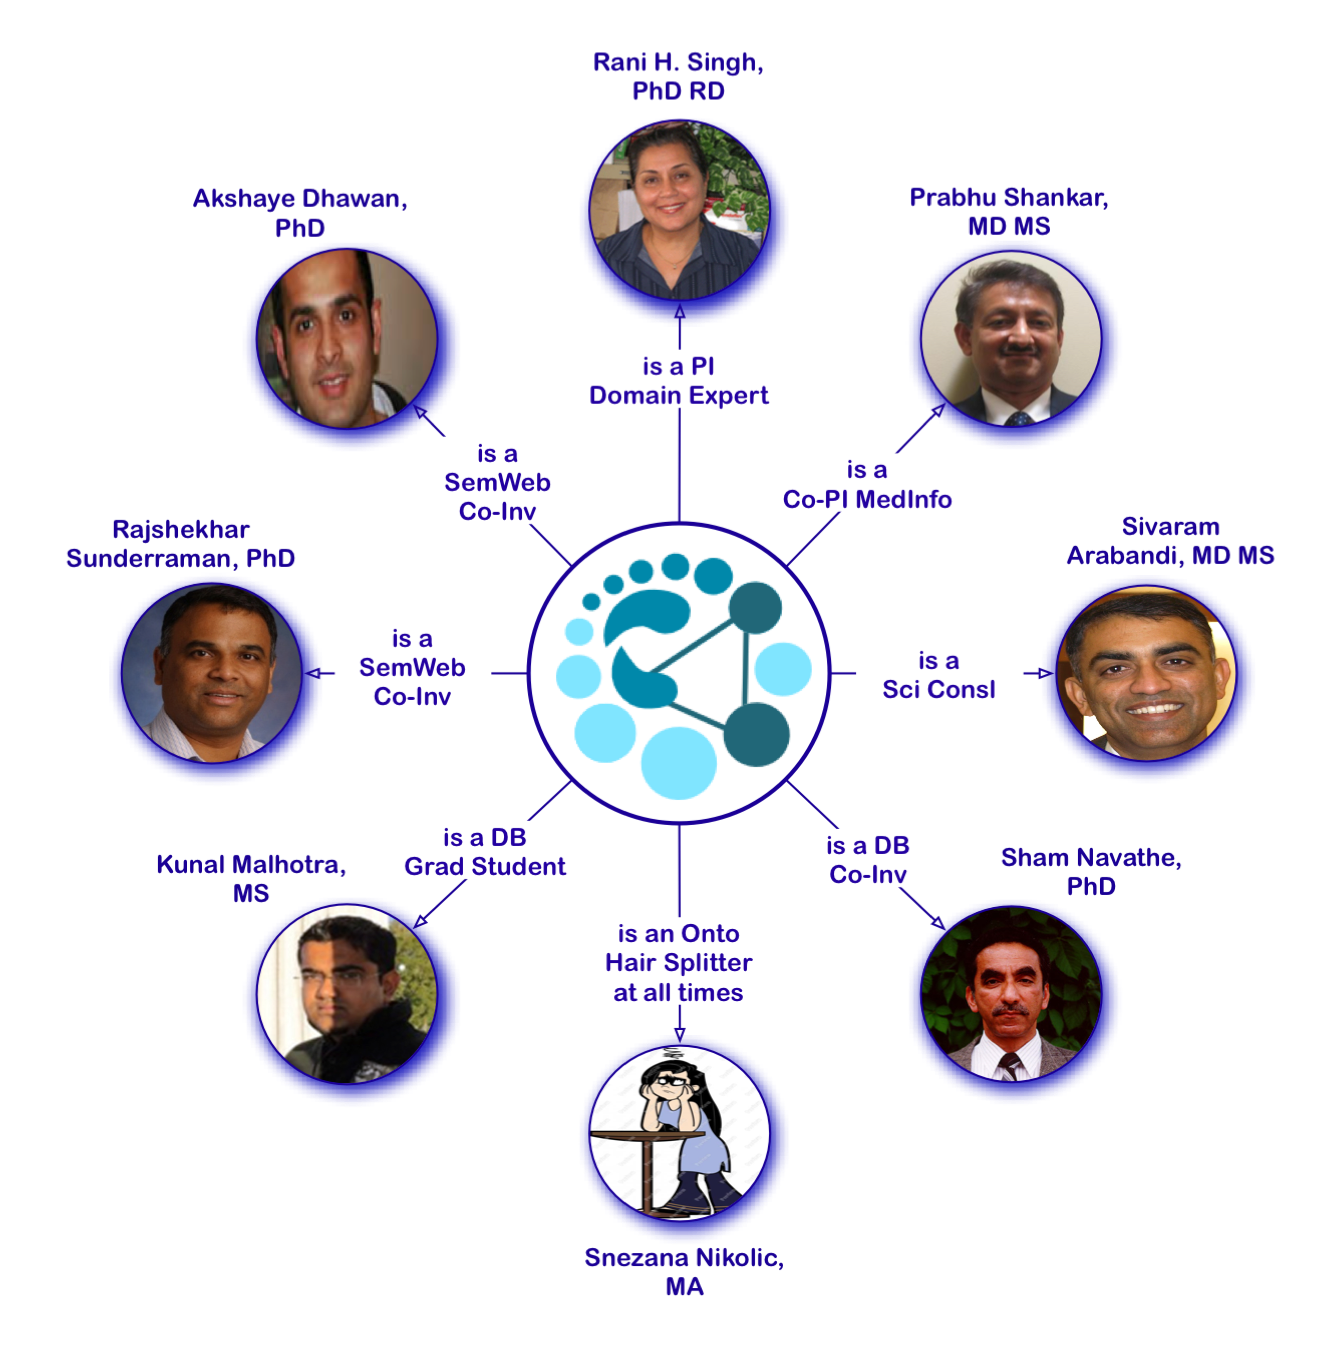 Rani H. Singh,
PhD RD
Akshaye Dhawan,
PhD
Prabhu Shankar,
MD MS
is a PI
Domain Expert
is a
SemWeb
Co-Inv
is a
Co-PI MedInfo
Rajshekhar
Sunderraman, PhD
Sivaram
Arabandi, MD MS
is a
SemWeb
Co-Inv
is a
Sci Consl
is a DB
Grad Student
is a DB
Co-Inv
Kunal Malhotra,
MS
Sham Navathe,
PhD
is an Onto
Hair Splitter
at all times
Snezana Nikolic,
MA